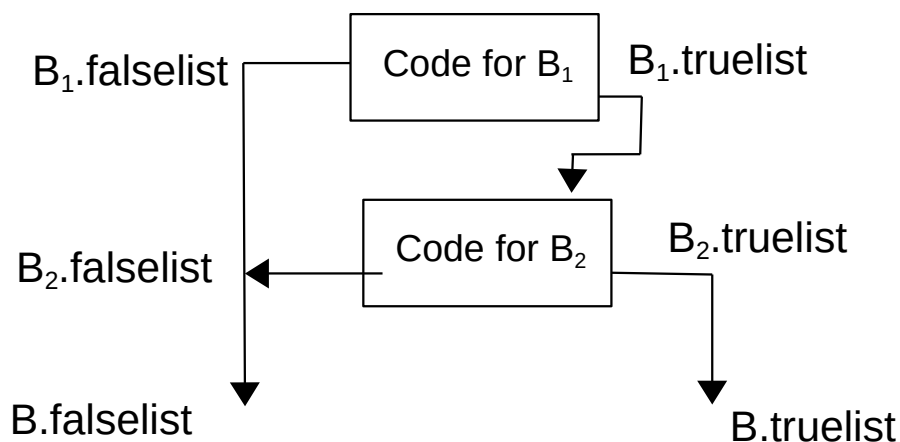 B₁.falselist
Code for B₁
B₁.truelist
B₂.falselist
Code for B₂
B₂.truelist
B.falselist
B.truelist